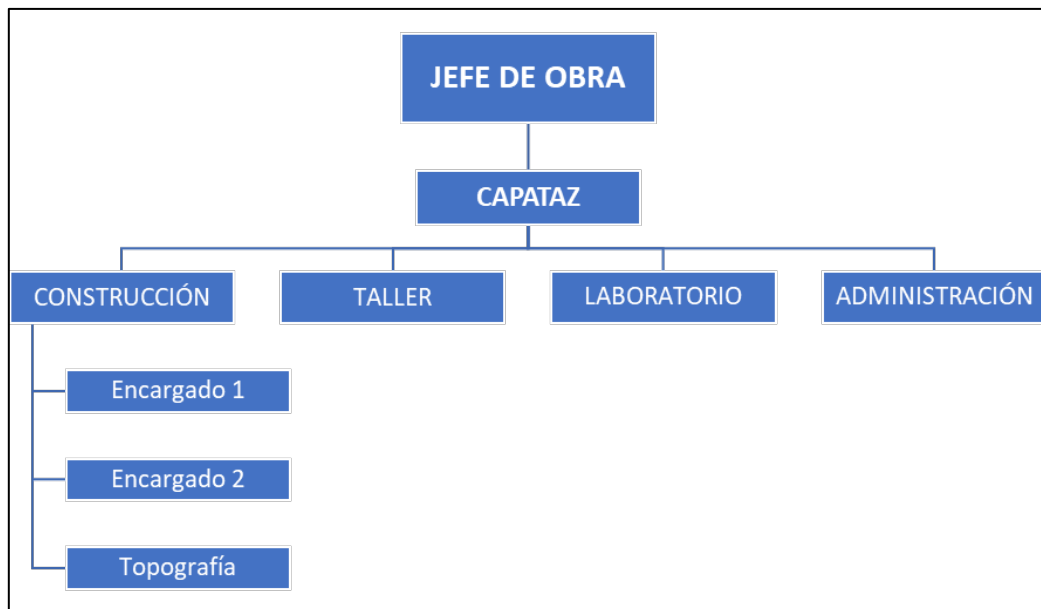 JEFE DE OBRA
CAPATAZ
CONSTRUCCIÓN
TALLER
LABORATORIO
ADMINISTRACIÓN
Encargado 1
Encargado 2
Topografía